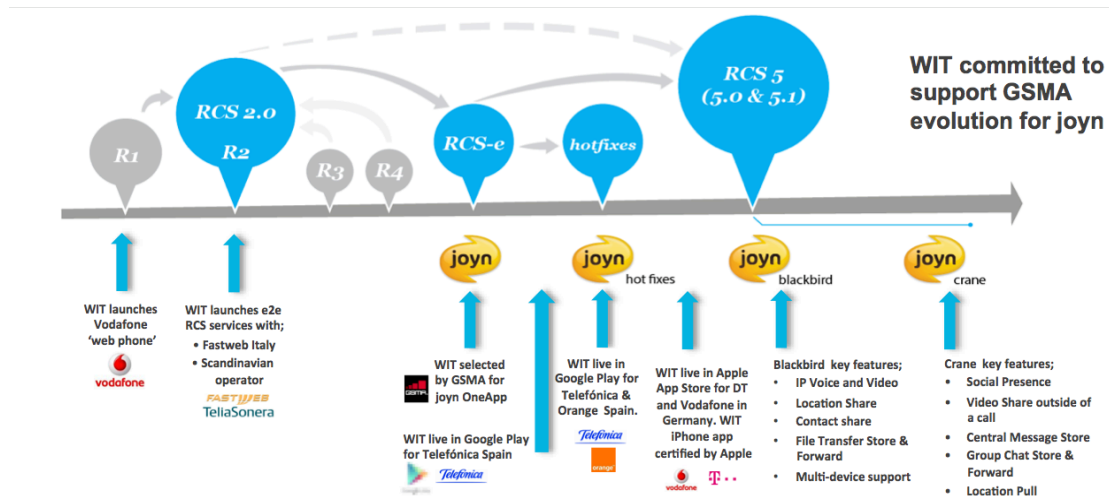 WIT committed to
support GSMA
evolution for joyn
RCS 5
(5.0 & 5.1)
RCS 2.0
R2
R1
R3
R4
RCS-e
hotfixes
joyn
joyn
hot fixes
joyn
blackbird
joyn
crane
WIT launches
Vodafone
‘web phone’
vodafone
WIT launches e2e
RCS services with;
• Fastweb Italy
• Scandinavian
operator
FASTWEB
TeliaSonera
WIT selected
by GSMA for
joyn OneApp
GSMA
WIT live in Google Play
for Telefónica Spain
Telefónica
WIT live in
Google Play for
Telefónica &
Orange Spain.
Telefónica
orange
WIT live in Apple
App Store for DT
and Vodafone in
Germany. WIT
iPhone app
certified by Apple
vodafone
T
Blackbird key features;
• IP Voice and Video
• Location Share
• Contact share
• File Transfer Store &
Forward
• Multi-device support
Crane key features;
• Social Presence
• Video Share outside of
a call
• Central Message Store
• Group Chat Store &
Forward
• Location Pull